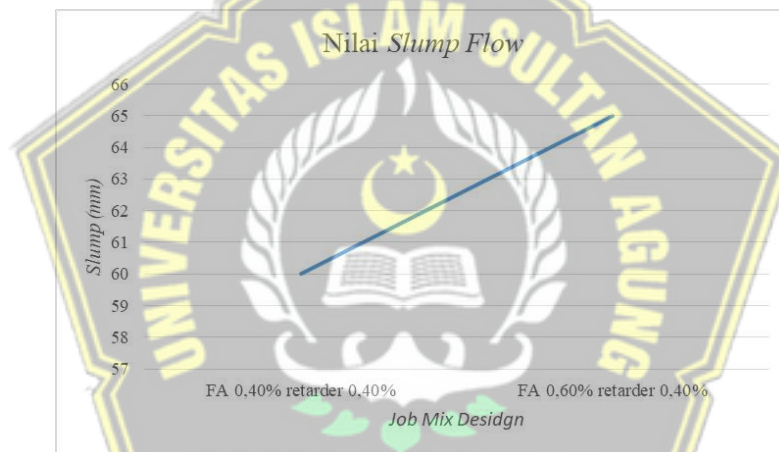 UNIVERSITAS ISLAM SULTAN AGUNG
Nilai Slump Flow
66
65
64
63
62
61
60
59
58
57
Slump (mm)
FA 0,40% retarder 0,40%
FA 0,60% retarder 0,40%
Job Mix Desidgn